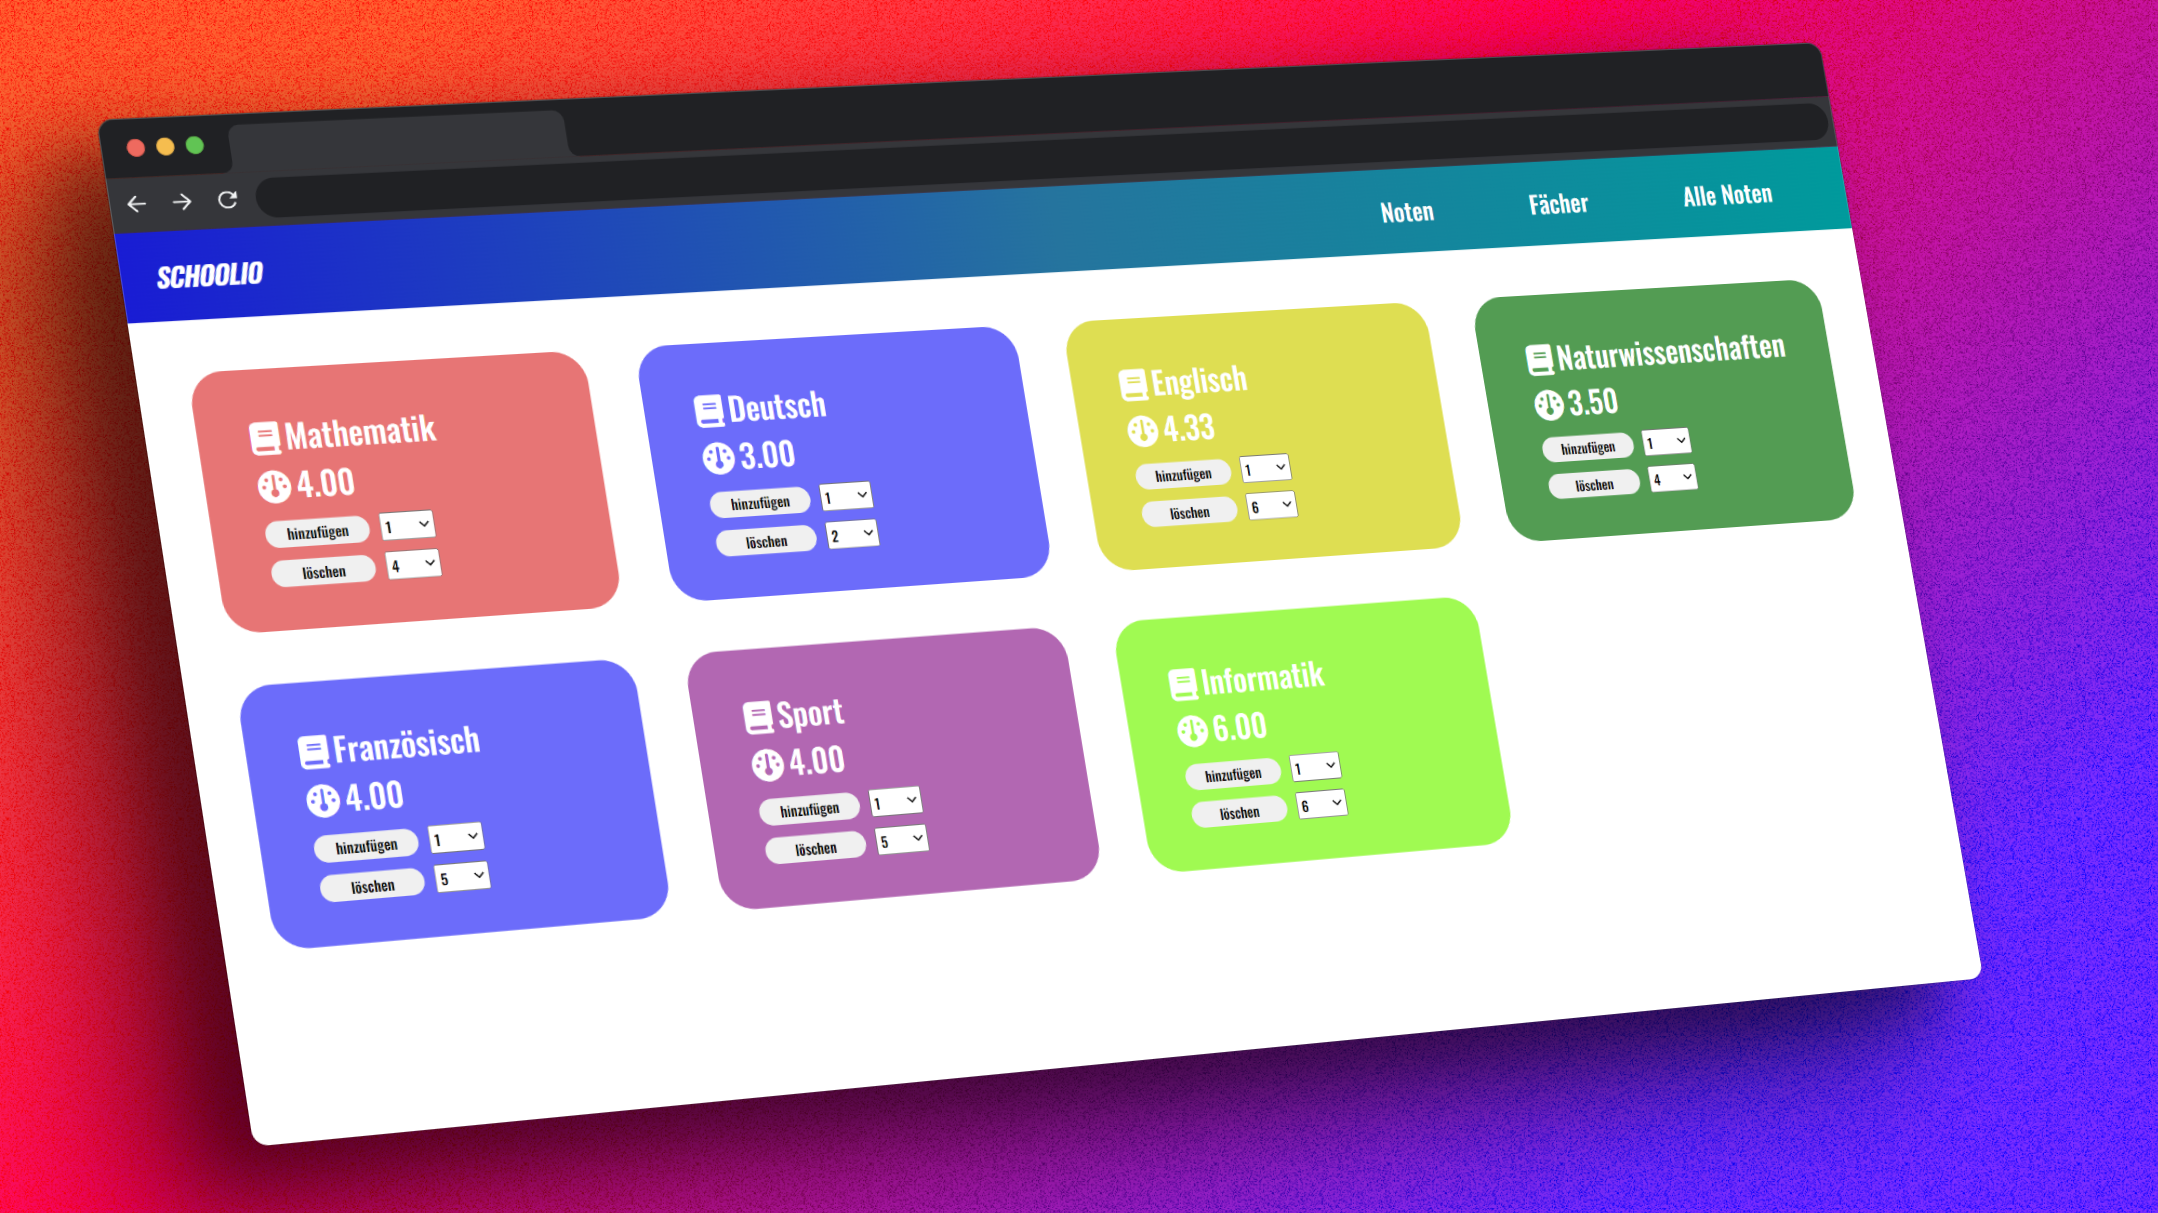 SCHOOLIO
Noten
Fächer
Alle Noten
Mathematik
4.00
hinzufügen 1
löschen 4
Deutsch
3.00
hinzufügen 1
löschen 2
Englisch
4.33
hinzufügen 1
löschen 6
Naturwissenschaften
3.50
hinzufügen 1
löschen 4
Französisch
4.00
hinzufügen 1
löschen 5
Sport
4.00
hinzufügen 1
löschen 5
Informatik
6.00
hinzufügen 1
löschen 6